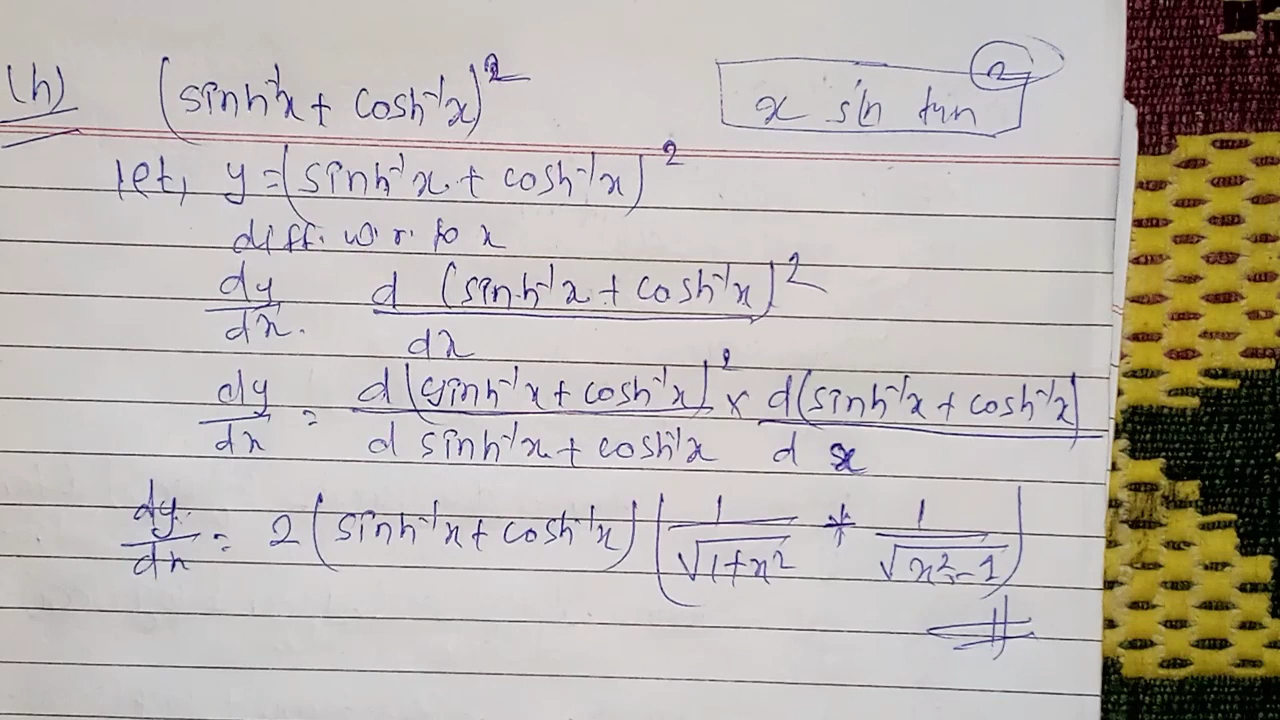 (h) (sinh⁻¹x + cosh⁻¹x)²
x sin tan 2
let, y = (sinh⁻¹x + cosh⁻¹x)²
diff. w. r. to x
dy/dx. d (sinh⁻¹x + cosh⁻¹x)²/dx
dy/dx = d(sinh⁻¹x + cosh⁻¹x)²/d sinh⁻¹x + cosh⁻¹x × d(sinh⁻¹x + cosh⁻¹x)/d x
dy/dx = 2(sinh⁻¹x + cosh⁻¹x)(1/√1+x² + 1/√x²-1)